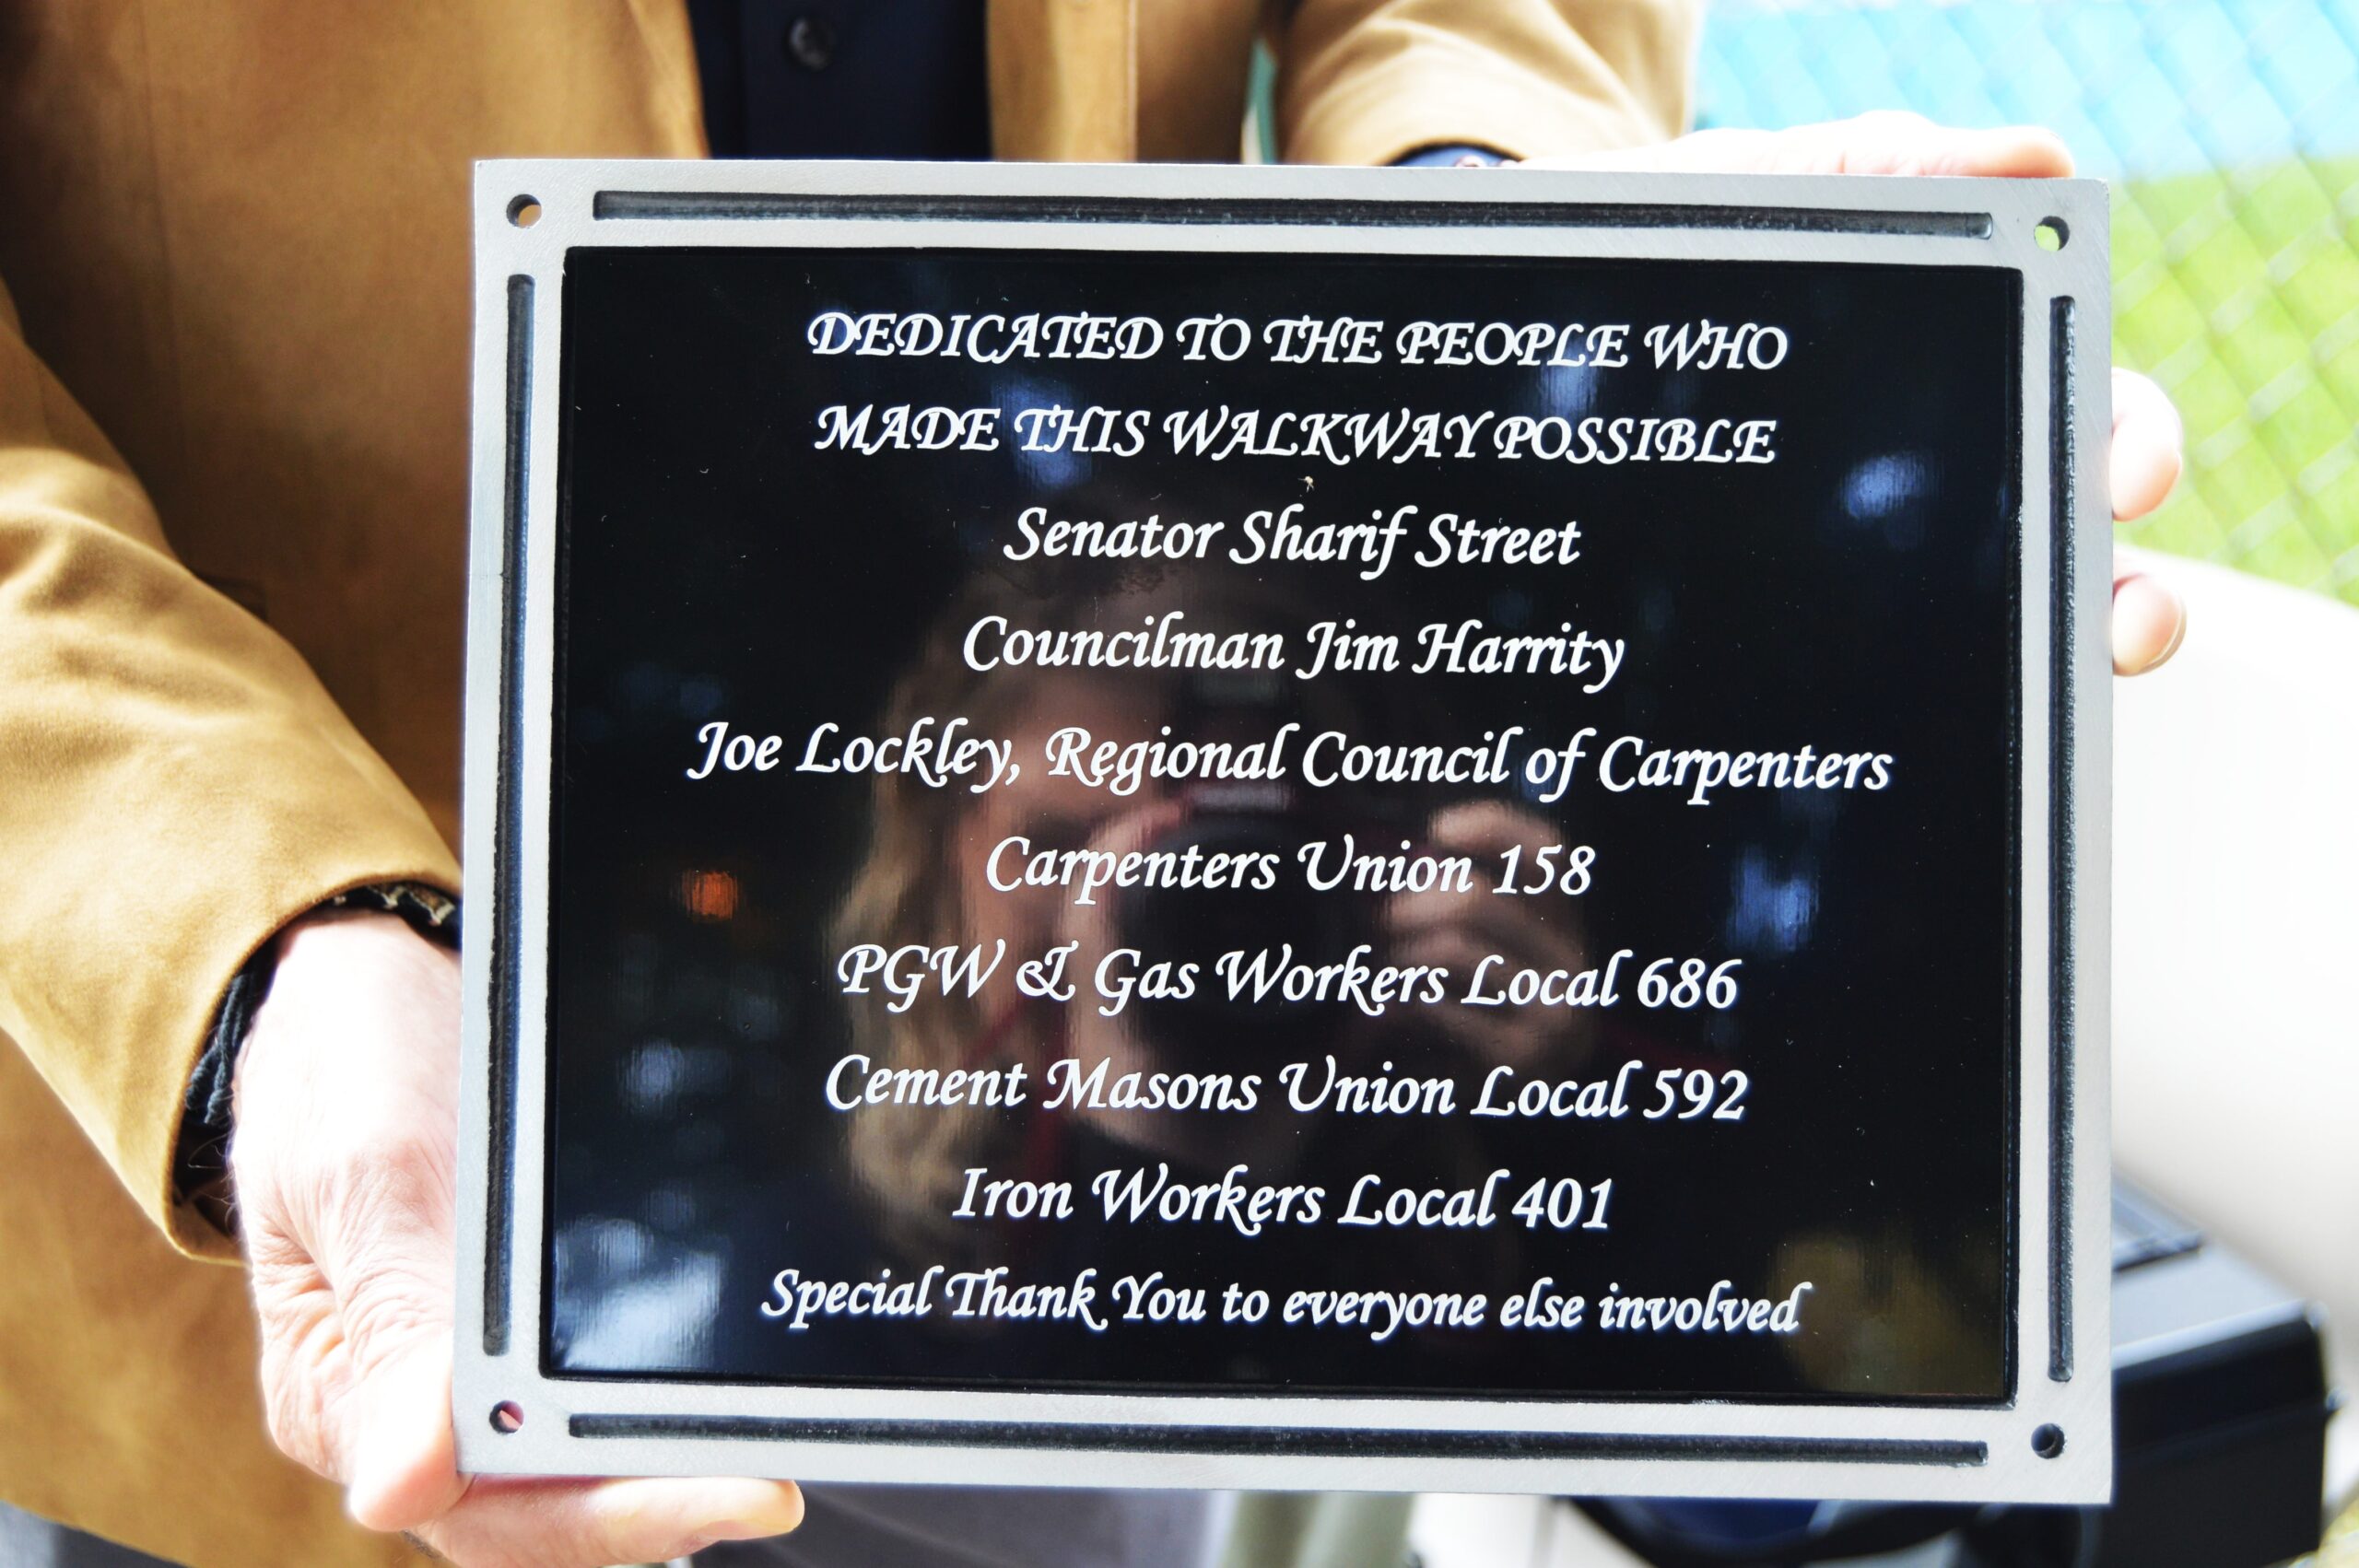 DEDICATED TO THE PEOPLE WHO
MADE THIS WALKWAY POSSIBLE
Senator Sharif Street
Councilman Jim Harrity
Joe Lockley, Regional Council of Carpenters
Carpenters Union 158
PGW & Gas Workers Local 686
Cement Masons Union Local 592
Iron Workers Local 401
Special Thank You to everyone else involved